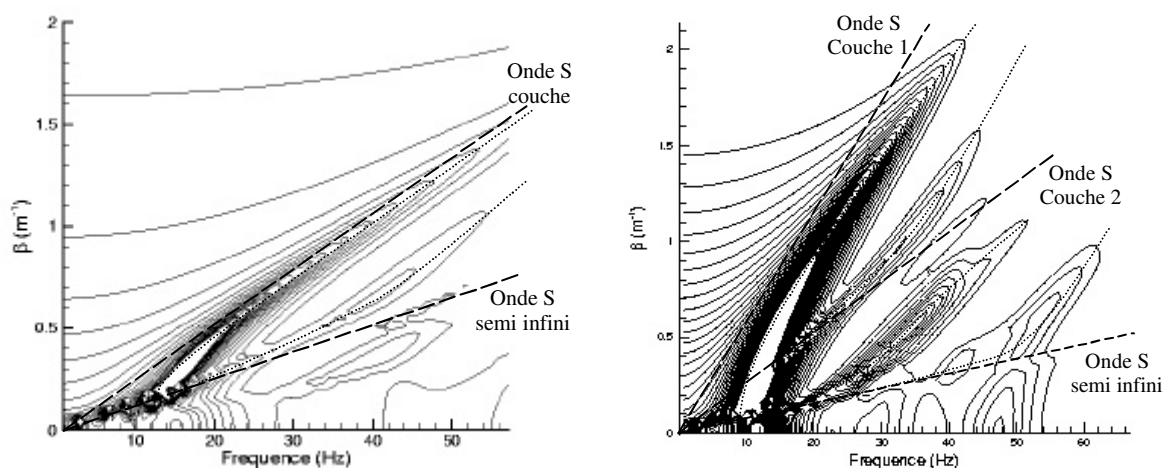 2
1.5
1
0.5
0
β (m⁻¹)
10
20
30
40
50
Frequence (Hz)
Onde S
couche
Onde S
semi infini
2
1.5
1
0.5
0
β (m⁻¹)
10
20
30
40
50
60
Frequence (Hz)
Onde S
Couche 1
Onde S
Couche 2
Onde S
semi infini